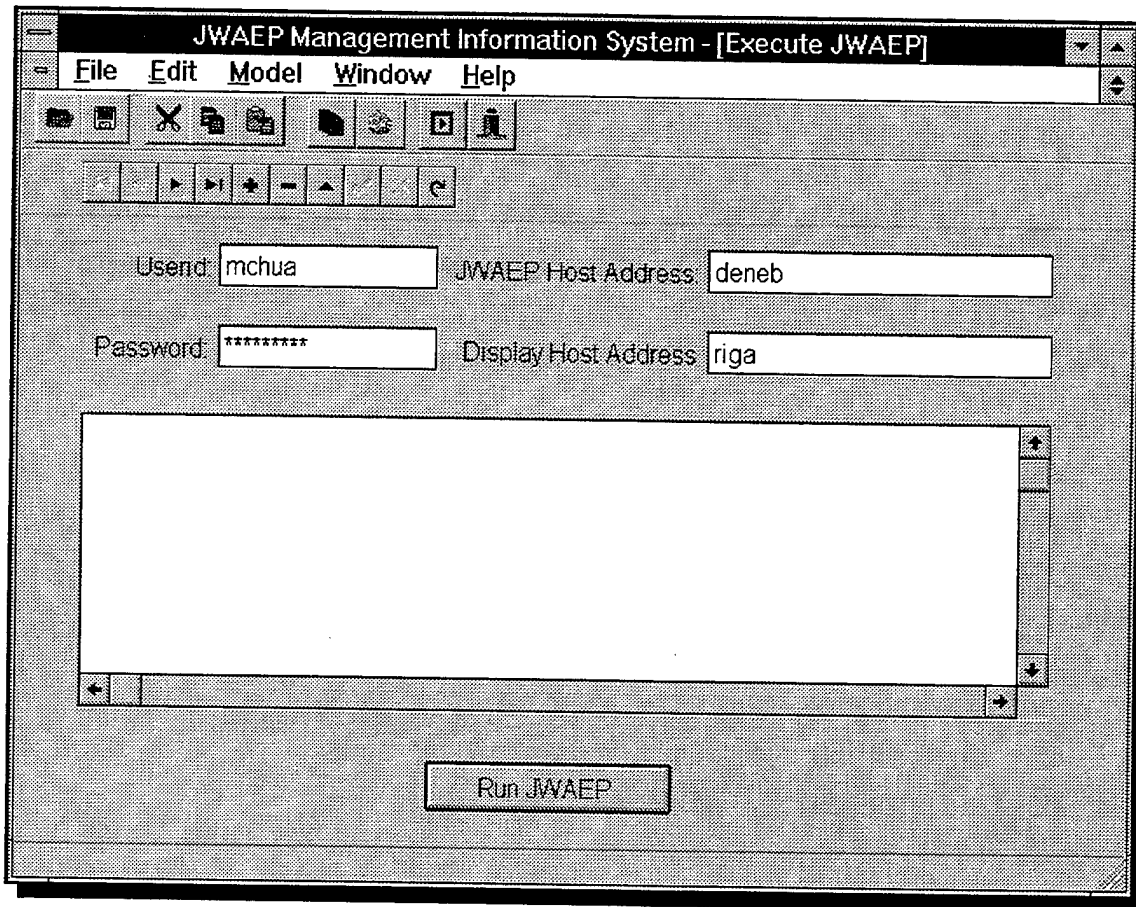 JWAEP Management Information System - [Execute JWAEP]
File Edit Model Window Help
Userid: mchua JWAEP Host Address: deneb
Password: ********* Display Host Address: riga
Run JWAEP